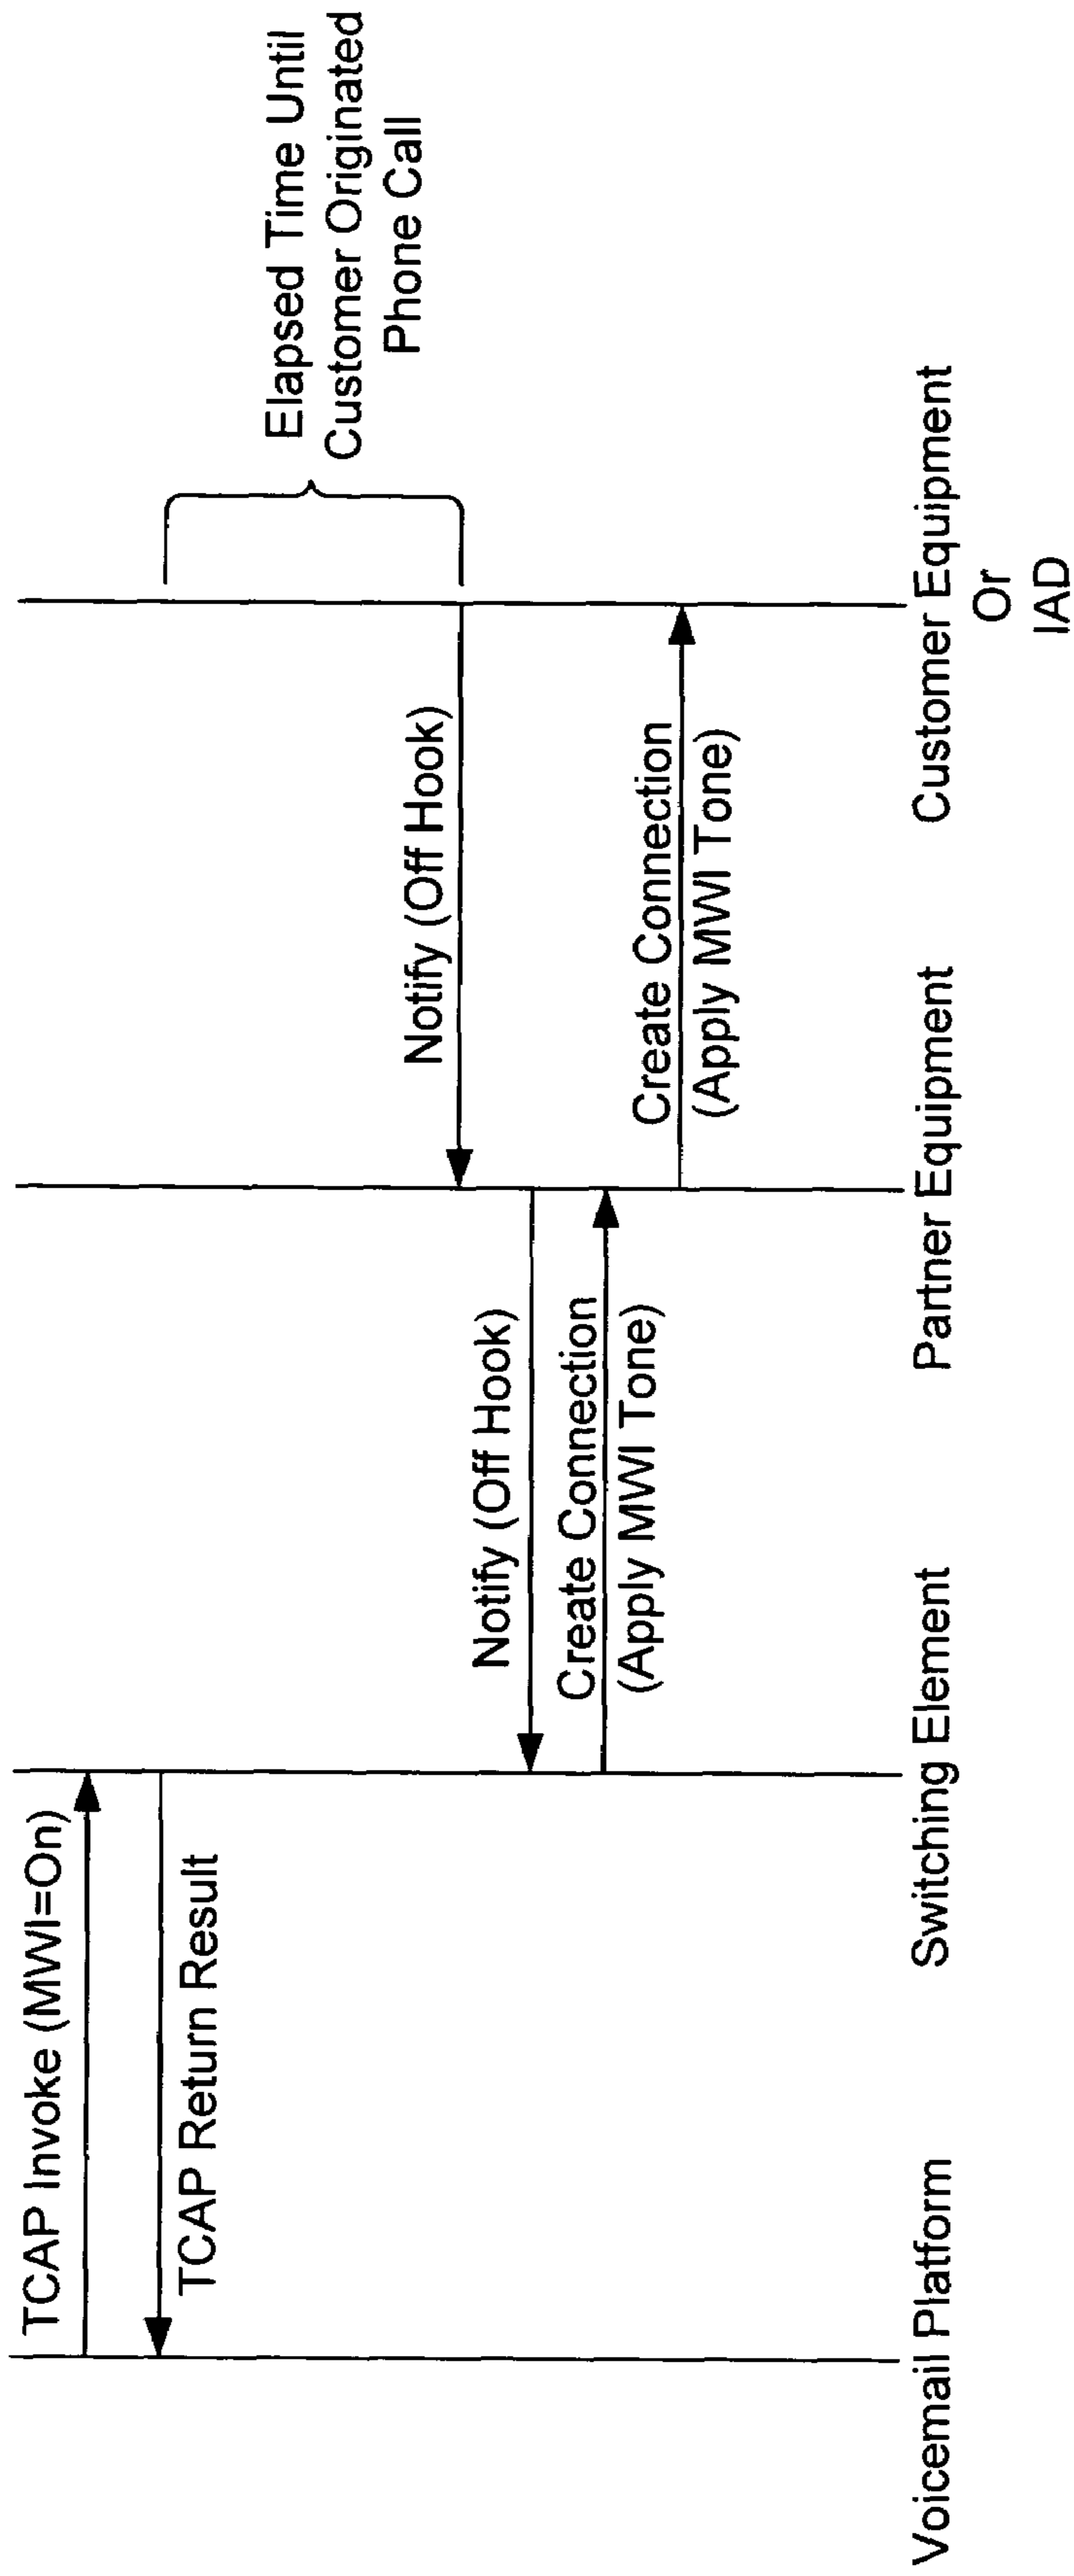 TCAP Invoke (MWI=On)
TCAP Return Result
Elapsed Time Until
Customer Originated
Phone Call
Notify (Off Hook)
Notify (Off Hook)
Create Connection
(Apply MWI Tone)
Create Connection
(Apply MWI Tone)
Voicemail Platform
Switching Element
Partner Equipment
Customer Equipment
Or
IAD